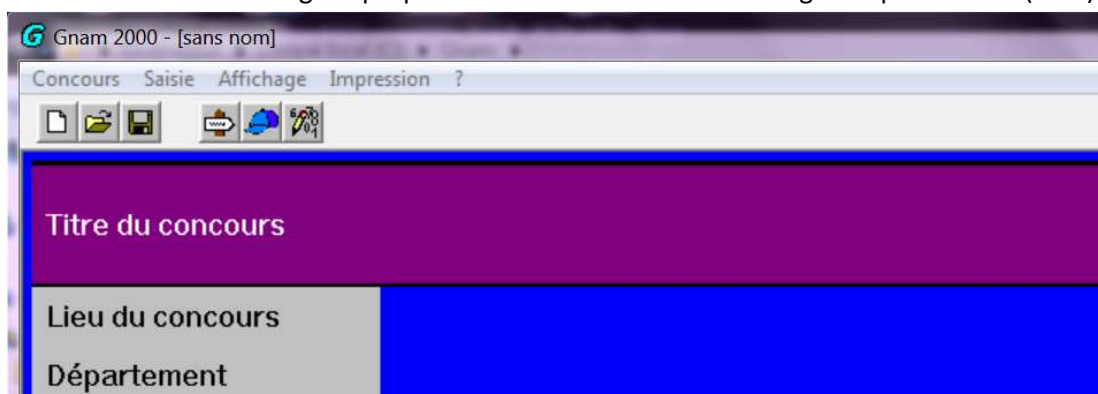 Gnam 2000 - [sans nom]
Concours Saisie Affichage Impression ?
Titre du concours
Lieu du concours
Département